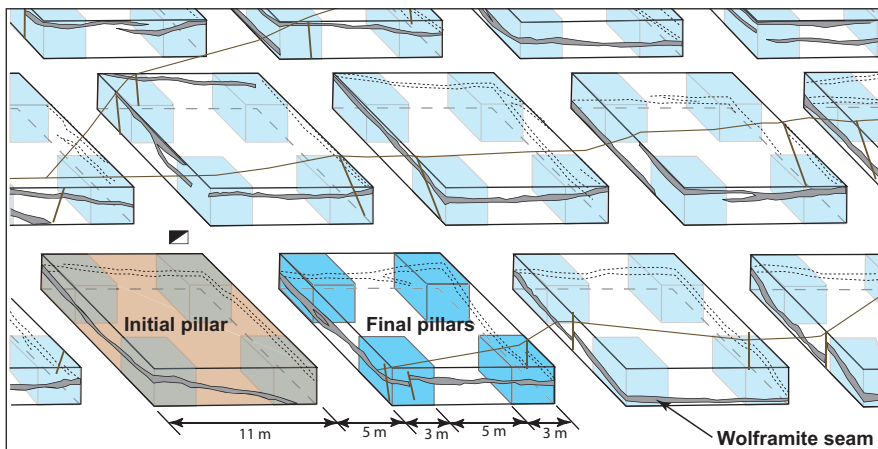 Initial pillar
Final pillars
11 m
5 m
3 m
5 m
3 m
Wolframite seam